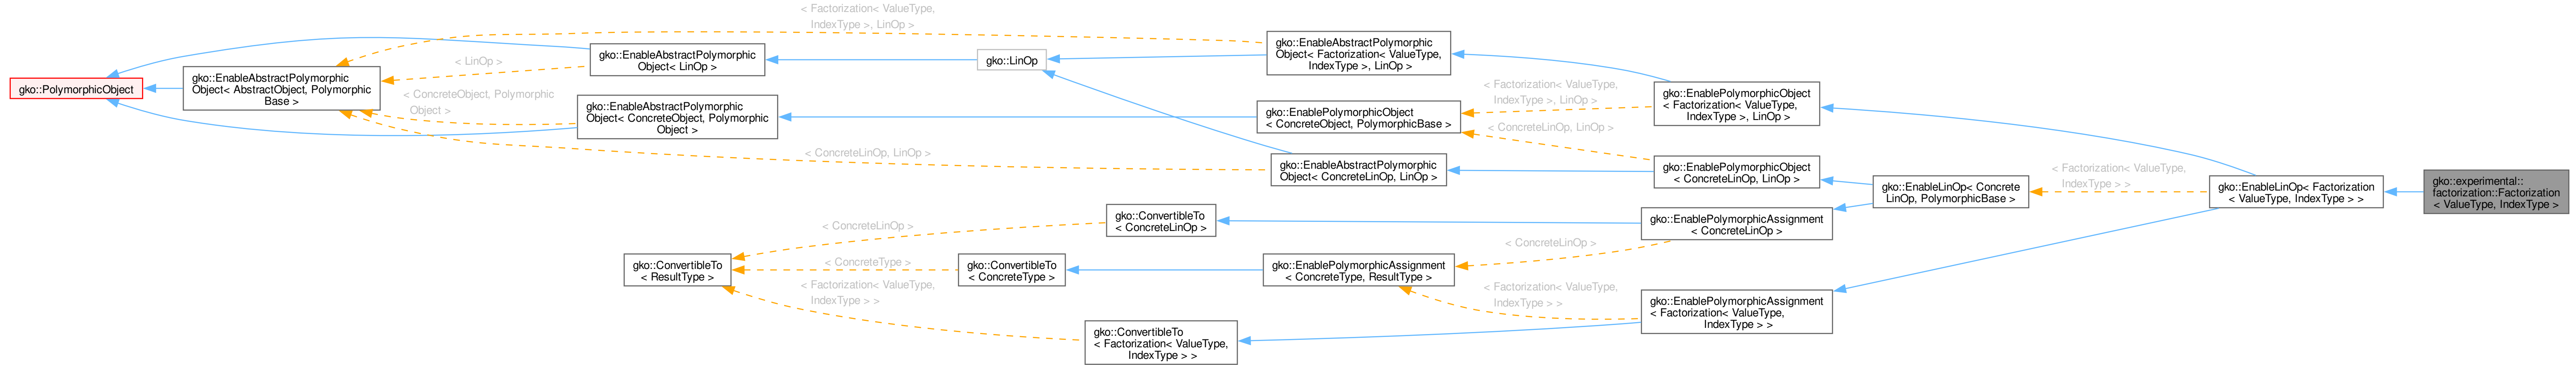 gko::PolymorphicObject
gko::EnableAbstractPolymorphic
Object< AbstractObject, Polymorphic
Base >
< Factorization< ValueType,
IndexType >, LinOp >
< LinOp >
< ConcreteObject, Polymorphic
Object >
< ConcreteLinOp, LinOp >
gko::EnableAbstractPolymorphic
Object< LinOp >
gko::EnableAbstractPolymorphic
Object< ConcreteObject, Polymorphic
Object >
gko::LinOp
gko::EnableAbstractPolymorphic
Object< Factorization< ValueType,
IndexType >, LinOp >
gko::EnablePolymorphicObject
< ConcreteObject, PolymorphicBase >
gko::EnableAbstractPolymorphic
Object< ConcreteLinOp, LinOp >
< Factorization< ValueType,
IndexType >, LinOp >
< ConcreteLinOp, LinOp >
gko::EnablePolymorphicObject
< Factorization< ValueType,
IndexType >, LinOp >
gko::EnablePolymorphicObject
< ConcreteLinOp, LinOp >
gko::ConvertibleTo
< ResultType >
< ConcreteLinOp >
< ConcreteType >
< Factorization< ValueType,
IndexType > >
gko::ConvertibleTo
< ConcreteLinOp >
gko::ConvertibleTo
< ConcreteType >
gko::ConvertibleTo
< Factorization< ValueType,
IndexType > >
gko::EnablePolymorphicAssignment
< ConcreteType, ResultType >
< ConcreteLinOp >
< Factorization< ValueType,
IndexType > >
gko::EnablePolymorphicAssignment
< ConcreteLinOp >
gko::EnablePolymorphicAssignment
< Factorization< ValueType,
IndexType > >
gko::EnableLinOp< Concrete
LinOp, PolymorphicBase >
< Factorization< ValueType,
IndexType > >
gko::EnableLinOp< Factorization
< ValueType, IndexType > >
gko::experimental::
factorization::Factorization
< ValueType, IndexType >